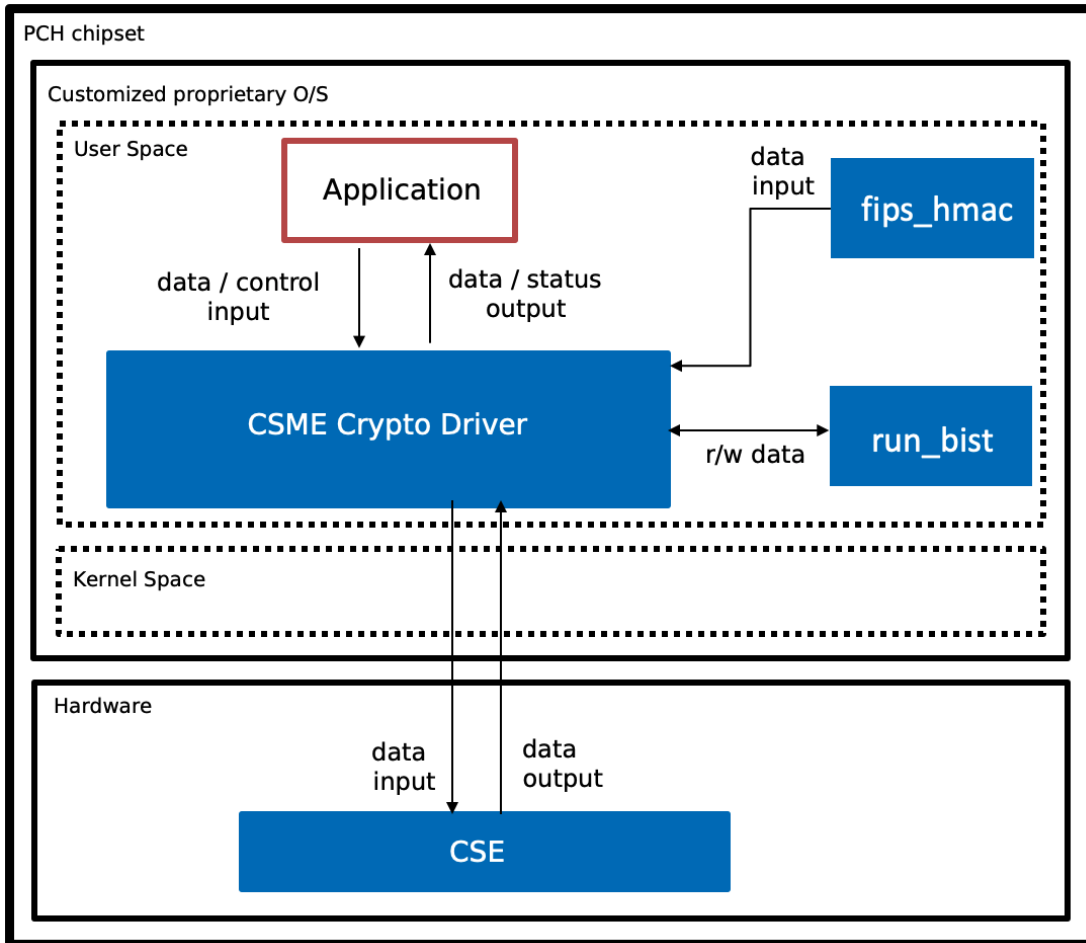 PCH chipset
Customized proprietary O/S
User Space
Application
data
input
fips_hmac
data / control
input
data / status
output
CSME Crypto Driver
r/w data
run_bist
Kernel Space
Hardware
data
input
data
output
CSE